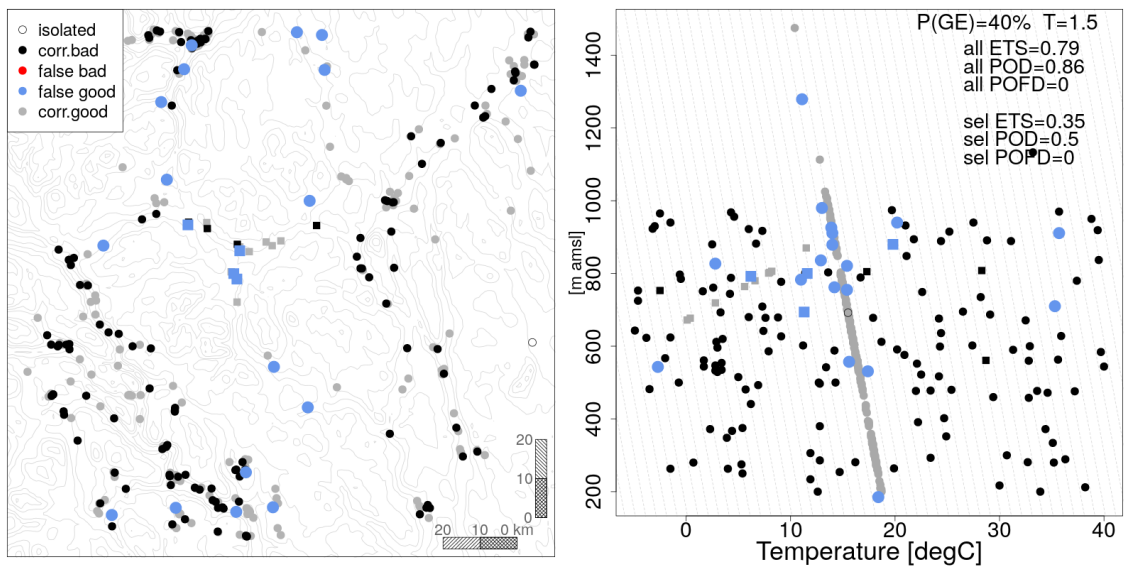 isolated
corr.bad
false bad
false good
corr.good
20
10
0
20 10 0 km
P(GE)=40% T=1.5
all ETS=0.79
all POD=0.86
all POFD=0
sel ETS=0.35
sel POD=0.5
sel POFD=0
[m amsl]
1400
1200
1000
800
600
400
200
0 10 20 30 40
Temperature [degC]